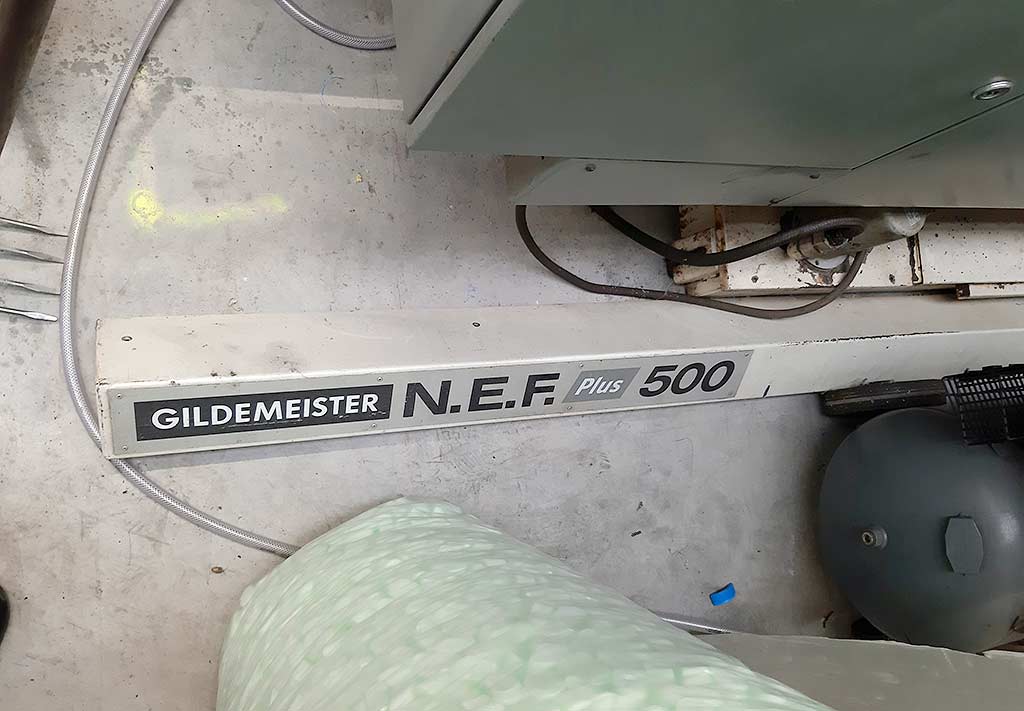 GILDEMEISTER N.E.F. Plus 500